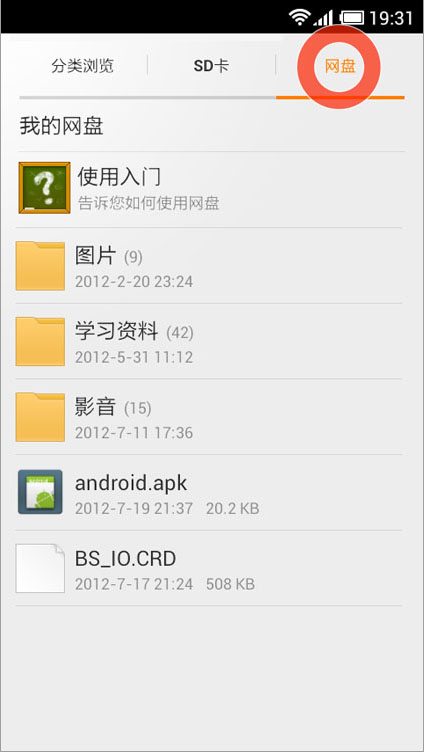 19:31
分类浏览 SD卡 网盘
我的网盘
使用入门
告诉您如何使用网盘
图片 (9)
2012-2-20 23:24
学习资料 (42)
2012-5-31 11:12
影音 (15)
2012-7-11 17:36
android.apk
2012-7-19 21:37 20.2 KB
BS_IO.CRD
2012-7-17 21:24 508 KB